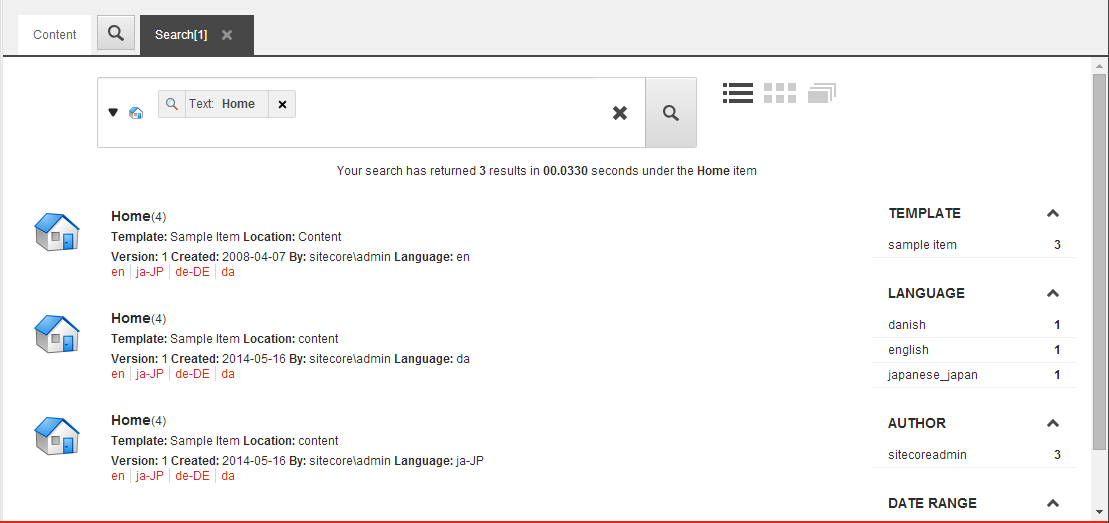 Content
Search[1]
Text: Home
Your search has returned 3 results in 00.0330 seconds under the Home item
Home(4)
Template: Sample Item Location: Content
Version: 1 Created: 2008-04-07 By: sitecore\admin Language: en
en ja-JP de-DE da
Home(4)
Template: Sample Item Location: content
Version: 1 Created: 2014-05-16 By: sitecore\admin Language: da
en ja-JP de-DE da
Home(4)
Template: Sample Item Location: content
Version: 1 Created: 2014-05-16 By: sitecore\admin Language: ja-JP
en ja-JP de-DE da
TEMPLATE
sample item 3
LANGUAGE
danish 1
english 1
japanese_japan 1
AUTHOR
sitecoreadmin 3
DATE RANGE